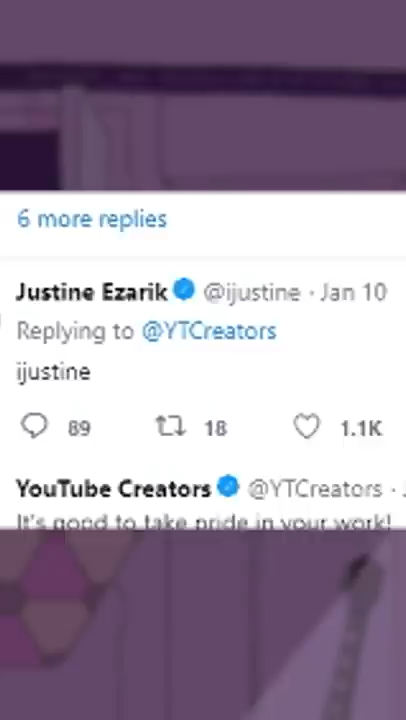 6 more replies
Justine Ezarik @ijustine · Jan 10
Replying to @YTCreators
ijustine
89 18 1.1K
YouTube Creators @YTCreators ·
It's good to take pride in your work!